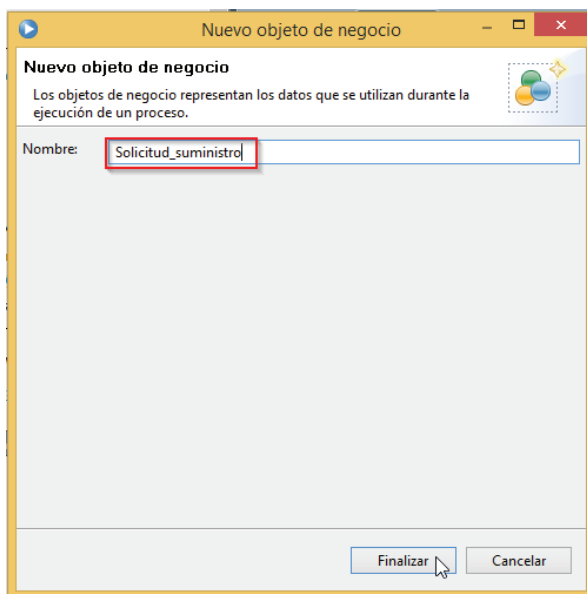 Nuevo objeto de negocio
Nuevo objeto de negocio
Los objetos de negocio representan los datos que se utilizan durante la
ejecución de un proceso.
Nombre: Solicitud_suministro
Finalizar Cancelar